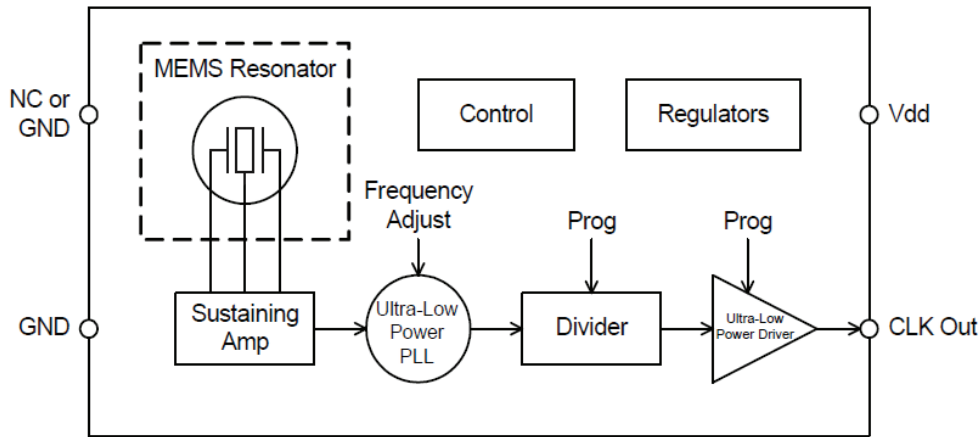 MEMS Resonator
NC or
GND
Control
Regulators
Vdd
Frequency
Adjust
Prog
Prog
GND
Sustaining
Amp
Ultra-Low
Power
PLL
Divider
Ultra-Low
Power Driver
CLK Out